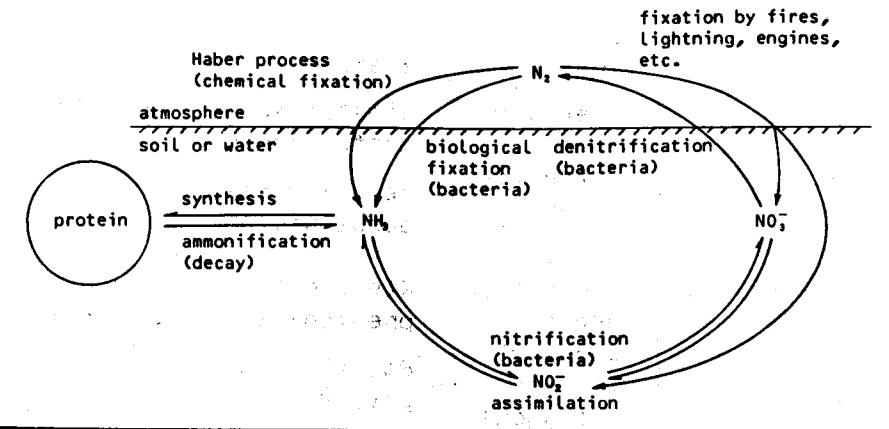 fixation by fires,
lightning, engines,
etc.
Haber process
(chemical fixation)
N₂
atmosphere
soil or water
biological
fixation
(bacteria)
denitrification
(bacteria)
synthesis
protein
NH₃
NO₃⁻
ammonification
(decay)
nitrification
(bacteria)
NO₂⁻
assimilation